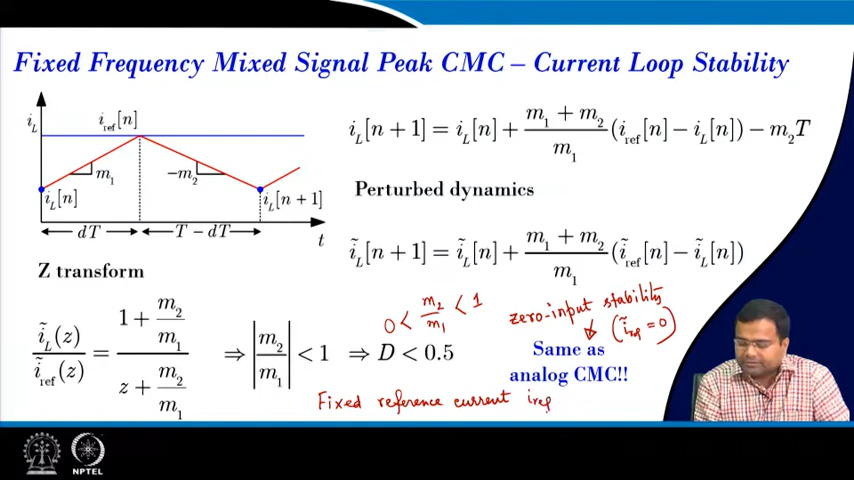 Fixed Frequency Mixed Signal Peak CMC – Current Loop Stability
i_L
i_ref[n]
m_1
−m_2
i_L[n]
i_L[n + 1]
dT
T − dT
t
i_L[n + 1] = i_L[n] + (m_1 + m_2)/m_1 (i_ref[n] − i_L[n]) − m_2T
Perturbed dynamics
ĩ_L[n + 1] = ĩ_L[n] + (m_1 + m_2)/m_1 (ĩ_ref[n] − ĩ_L[n])
Z transform
ĩ_L(z)/ĩ_ref(z) = (1 + m_2/m_1)/(z + m_2/m_1) ⇒ |m_2/m_1| < 1 ⇒ D < 0.5
0 < m_2/m_1 < 1
zero-input stability
(ĩ_ref = 0)
Same as
analog CMC!!
Fixed reference current i_ref
NPTEL